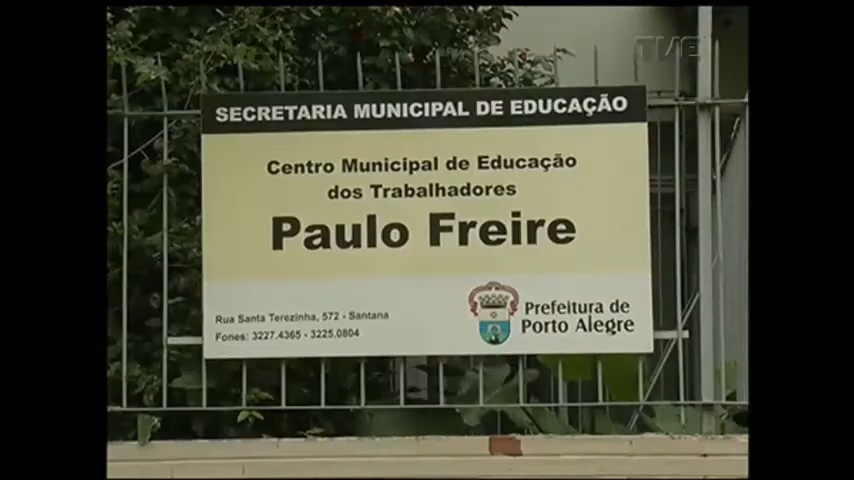 TVE
SECRETARIA MUNICIPAL DE EDUCAÇÃO
Centro Municipal de Educação
dos Trabalhadores
Paulo Freire
Rua Santa Terezinha, 572 - Santana
Fones: 3227.4365 - 3225.0804
Prefeitura de
Porto Alegre